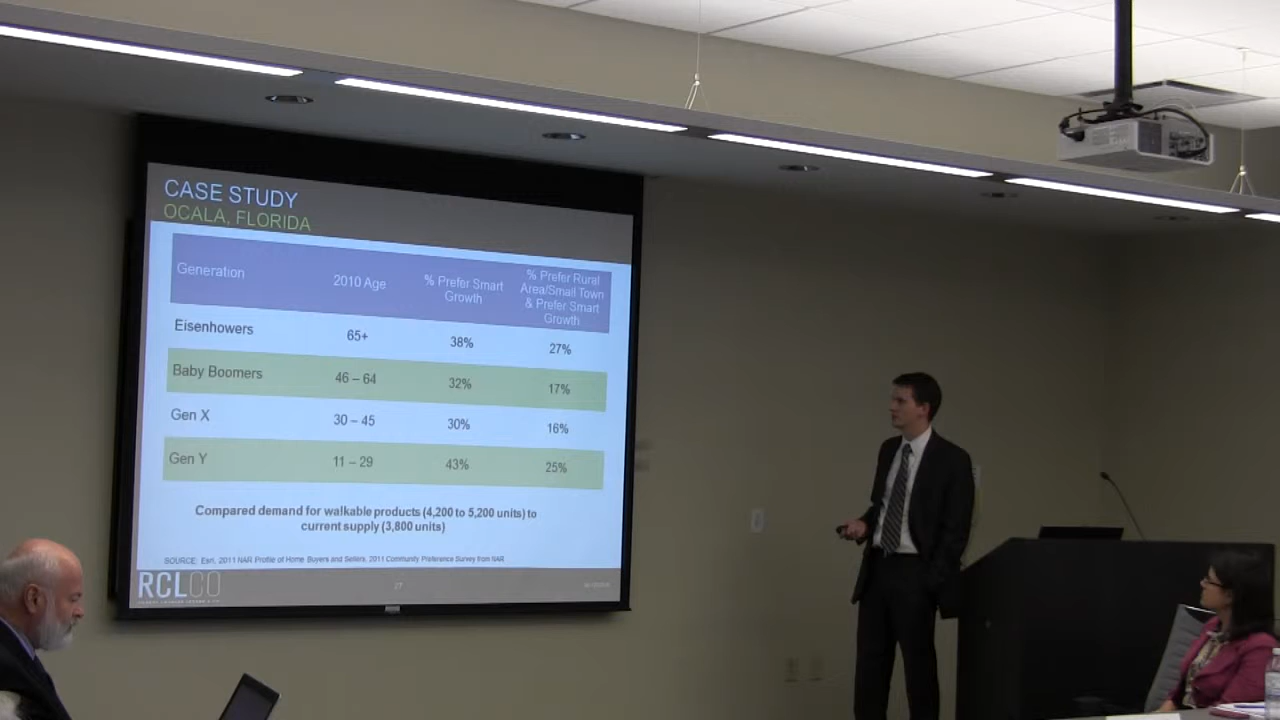 CASE STUDY
OCALA, FLORIDA
Generation
2010 Age
% Prefer Smart
Growth
% Prefer Rural
Area/Small Town
& Prefer Smart
Growth
Eisenhowers 65+ 38% 27%
Baby Boomers 46 – 64 32% 17%
Gen X 30 – 45 30% 16%
Gen Y 11 – 29 43% 25%
Compared demand for walkable products (4,200 to 5,200 units) to
current supply (3,800 units)
SOURCE: Esri, 2011 NAR Profile of Home Buyers and Sellers, 2011 Community Preference Survey from NAR
RCLCO
27